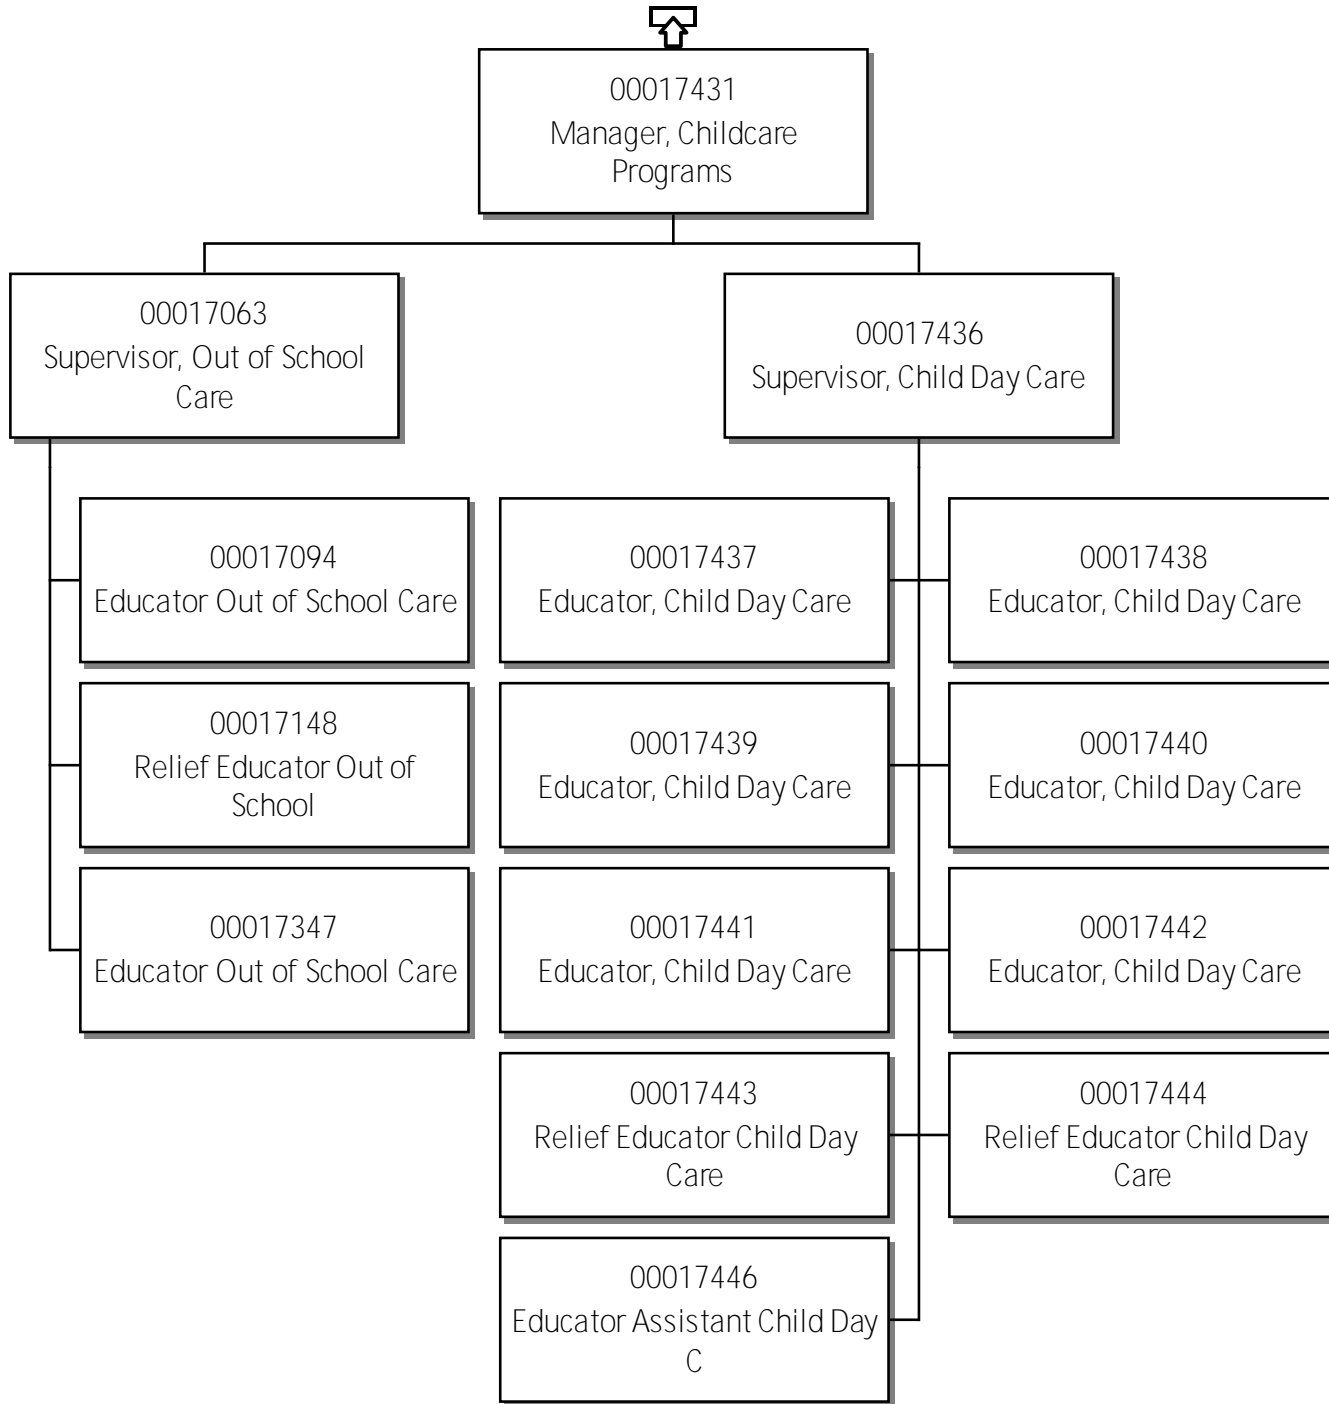 00017431
Manager, Childcare
Programs
00017063
Supervisor, Out of School
Care
00017436
Supervisor, Child Day Care
00017094
Educator Out of School Care
00017437
Educator, Child Day Care
00017438
Educator, Child Day Care
00017148
Relief Educator Out of
School
00017439
Educator, Child Day Care
00017440
Educator, Child Day Care
00017347
Educator Out of School Care
00017441
Educator, Child Day Care
00017442
Educator, Child Day Care
00017443
Relief Educator Child Day
Care
00017444
Relief Educator Child Day
Care
00017446
Educator Assistant Child Day
C